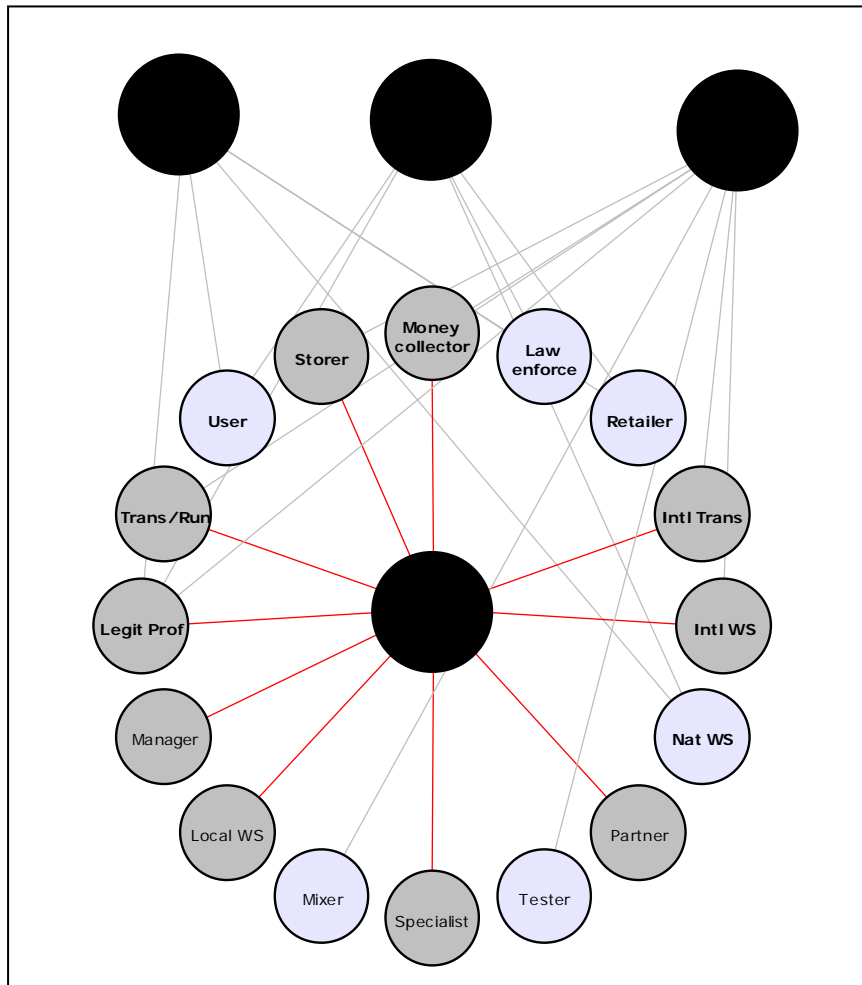 Money
collector
Storer
Law
enforce
User
Retailer
Trans/Run
Intl Trans
Legit Prof
Intl WS
Manager
Nat WS
Local WS
Partner
Mixer
Specialist
Tester